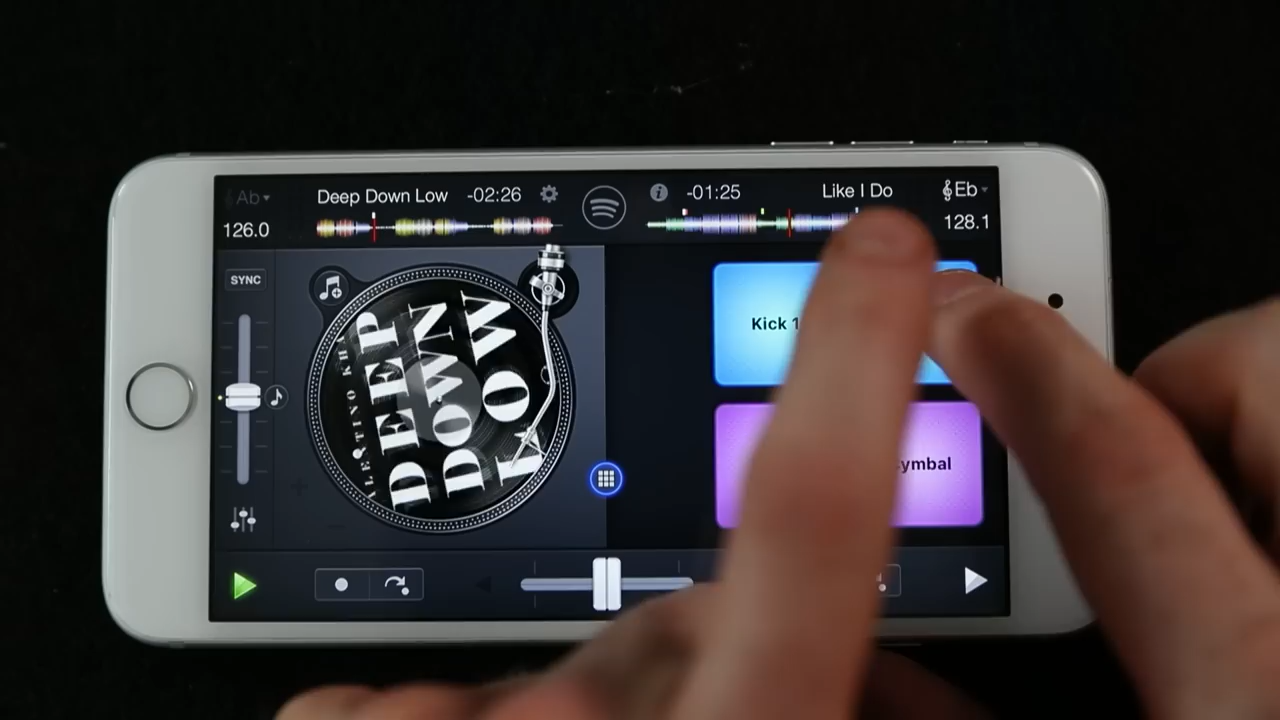 Ab Deep Down Low -02:26 -01:25 Like I Do Eb
126.0 128.1
SYNC
DEEP
DOWN
LOW
Kick 1
ymbal